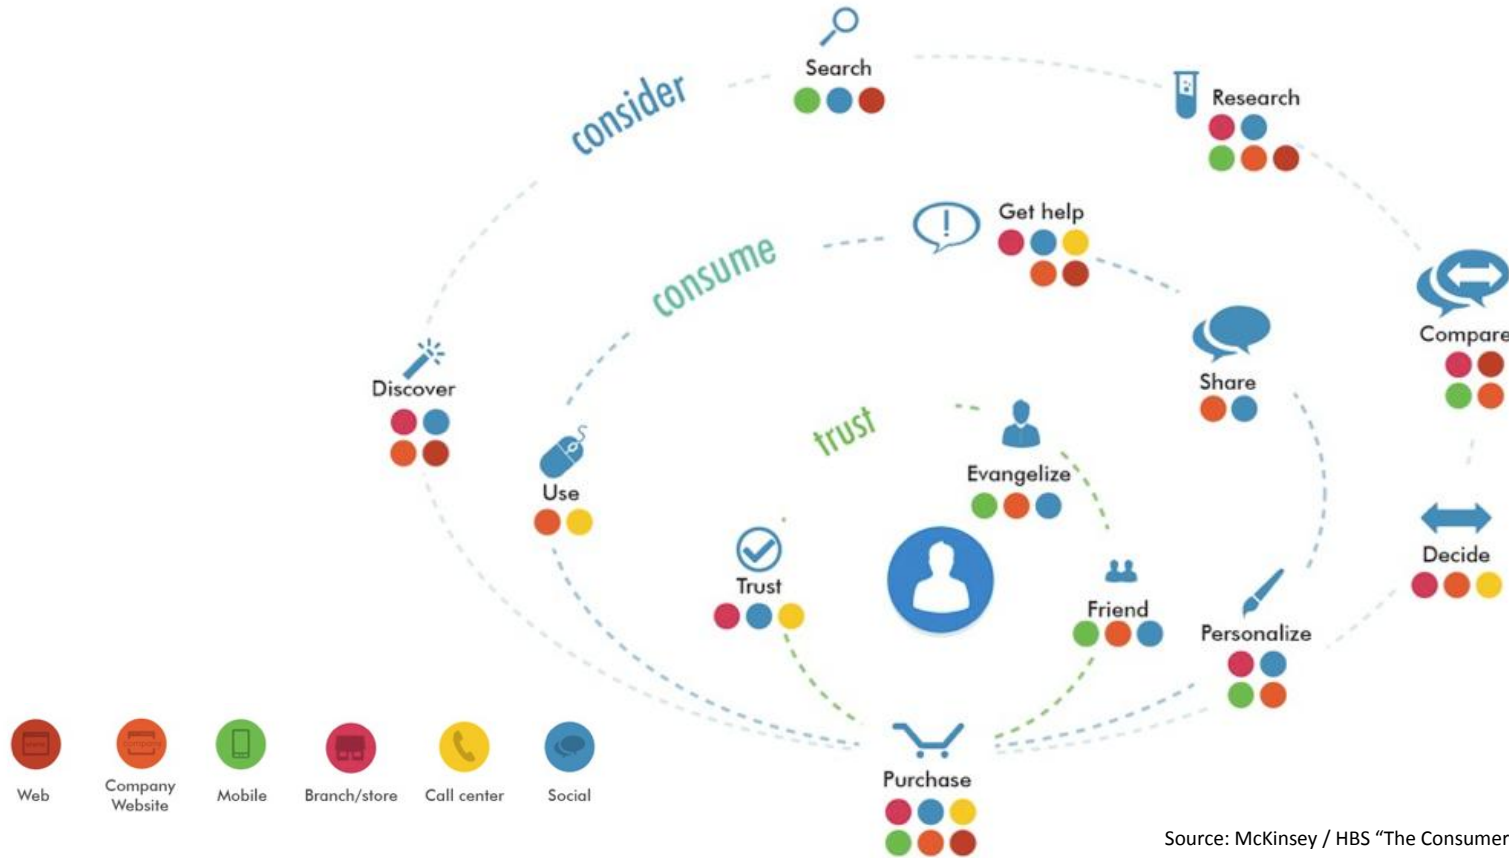 Search
consider
Research
Get help
consume
Compare
Share
Discover
trust
Evangelize
Use
Decide
Trust
Friend
Personalize
Purchase
Web
Company
Website
Mobile
Branch/store
Call center
Social
Source: McKinsey / HBS “The Consumer